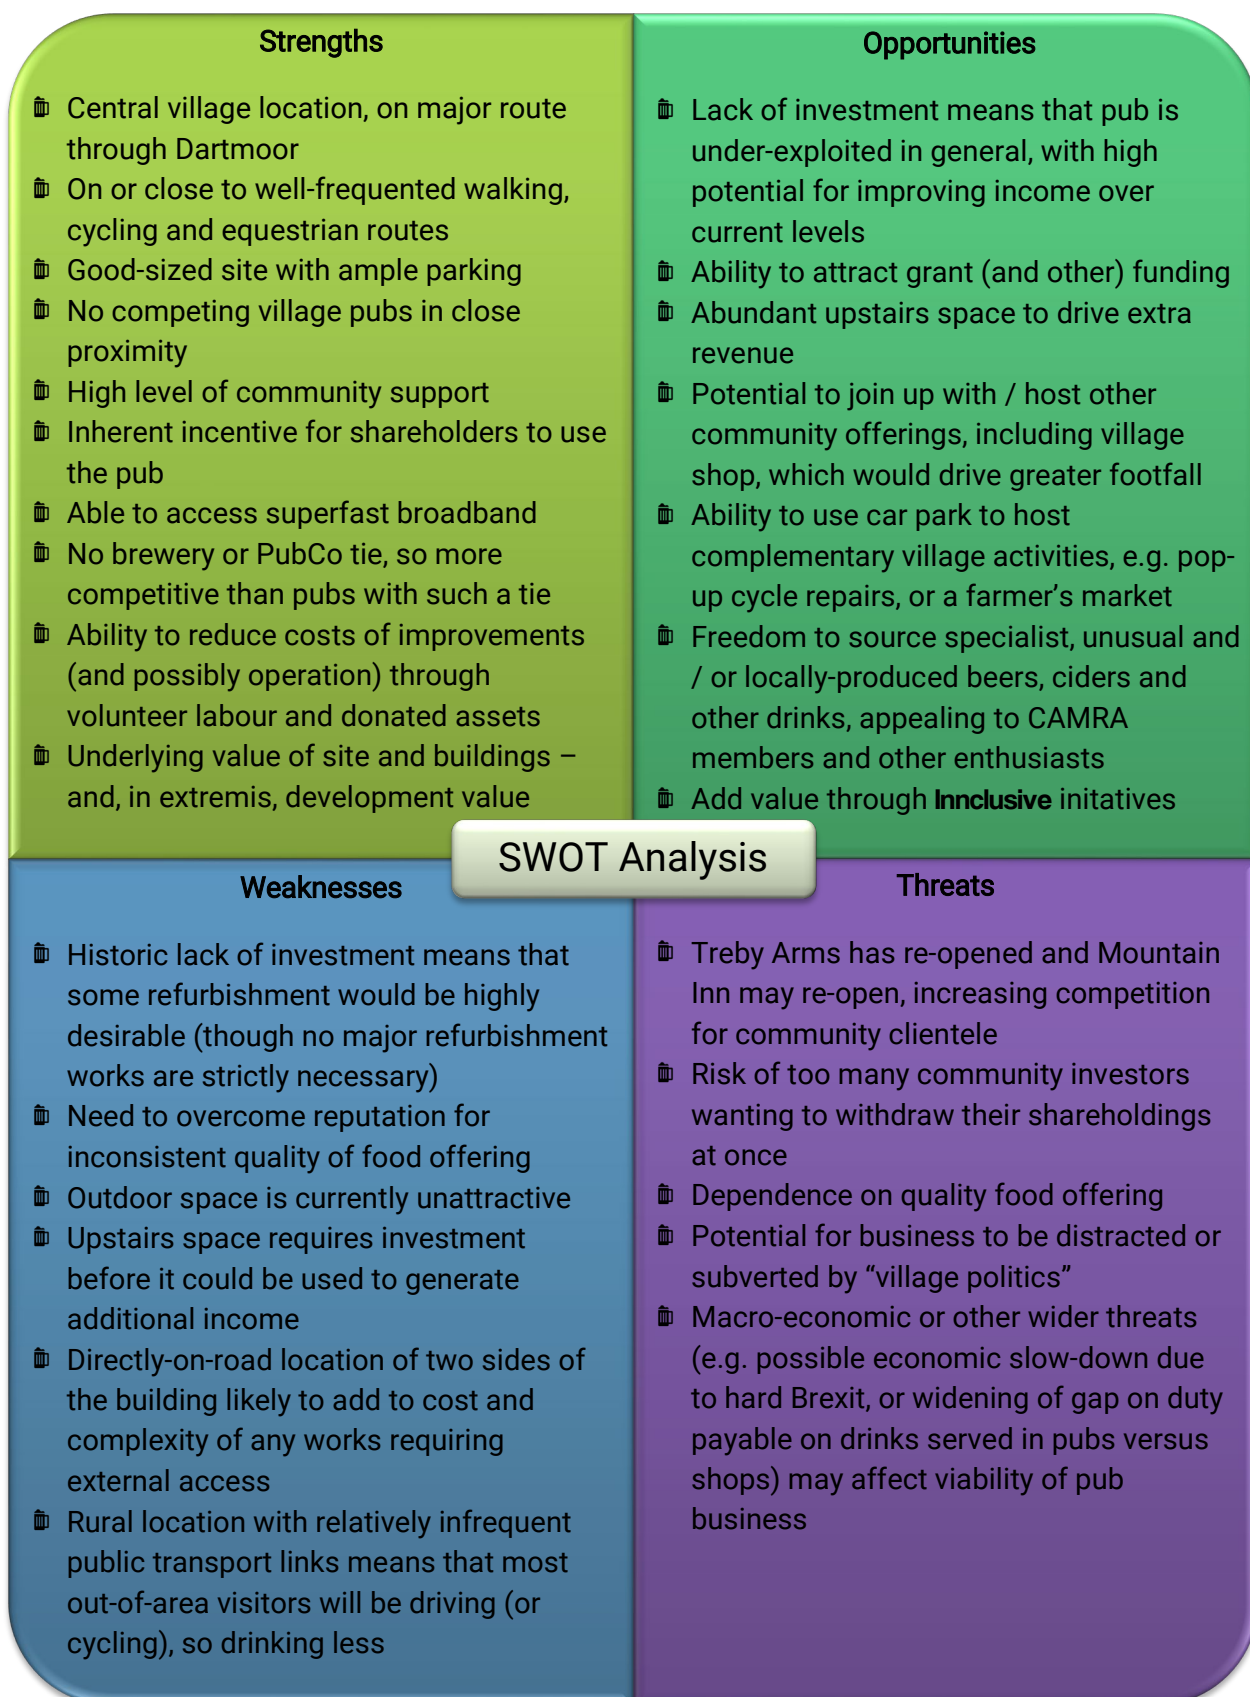 Strengths
Central village location, on major route
through Dartmoor
On or close to well-frequented walking,
cycling and equestrian routes
Good-sized site with ample parking
No competing village pubs in close
proximity
High level of community support
Inherent incentive for shareholders to use
the pub
Able to access superfast broadband
No brewery or PubCo tie, so more
competitive than pubs with such a tie
Ability to reduce costs of improvements
(and possibly operation) through
volunteer labour and donated assets
Underlying value of site and buildings –
and, in extremis, development value
Opportunities
Lack of investment means that pub is
under-exploited in general, with high
potential for improving income over
current levels
Ability to attract grant (and other) funding
Abundant upstairs space to drive extra
revenue
Potential to join up with / host other
community offerings, including village
shop, which would drive greater footfall
Ability to use car park to host
complementary village activities, e.g. pop-
up cycle repairs, or a farmer’s market
Freedom to source specialist, unusual and
/ or locally-produced beers, ciders and
other drinks, appealing to CAMRA
members and other enthusiasts
Add value through Innclusive initatives
SWOT Analysis
Weaknesses
Historic lack of investment means that
some refurbishment would be highly
desirable (though no major refurbishment
works are strictly necessary)
Need to overcome reputation for
inconsistent quality of food offering
Outdoor space is currently unattractive
Upstairs space requires investment
before it could be used to generate
additional income
Directly-on-road location of two sides of
the building likely to add to cost and
complexity of any works requiring
external access
Rural location with relatively infrequent
public transport links means that most
out-of-area visitors will be driving (or
cycling), so drinking less
Threats
Treby Arms has re-opened and Mountain
Inn may re-open, increasing competition
for community clientele
Risk of too many community investors
wanting to withdraw their shareholdings
at once
Dependence on quality food offering
Potential for business to be distracted or
subverted by “village politics”
Macro-economic or other wider threats
(e.g. possible economic slow-down due
to hard Brexit, or widening of gap on duty
payable on drinks served in pubs versus
shops) may affect viability of pub
business